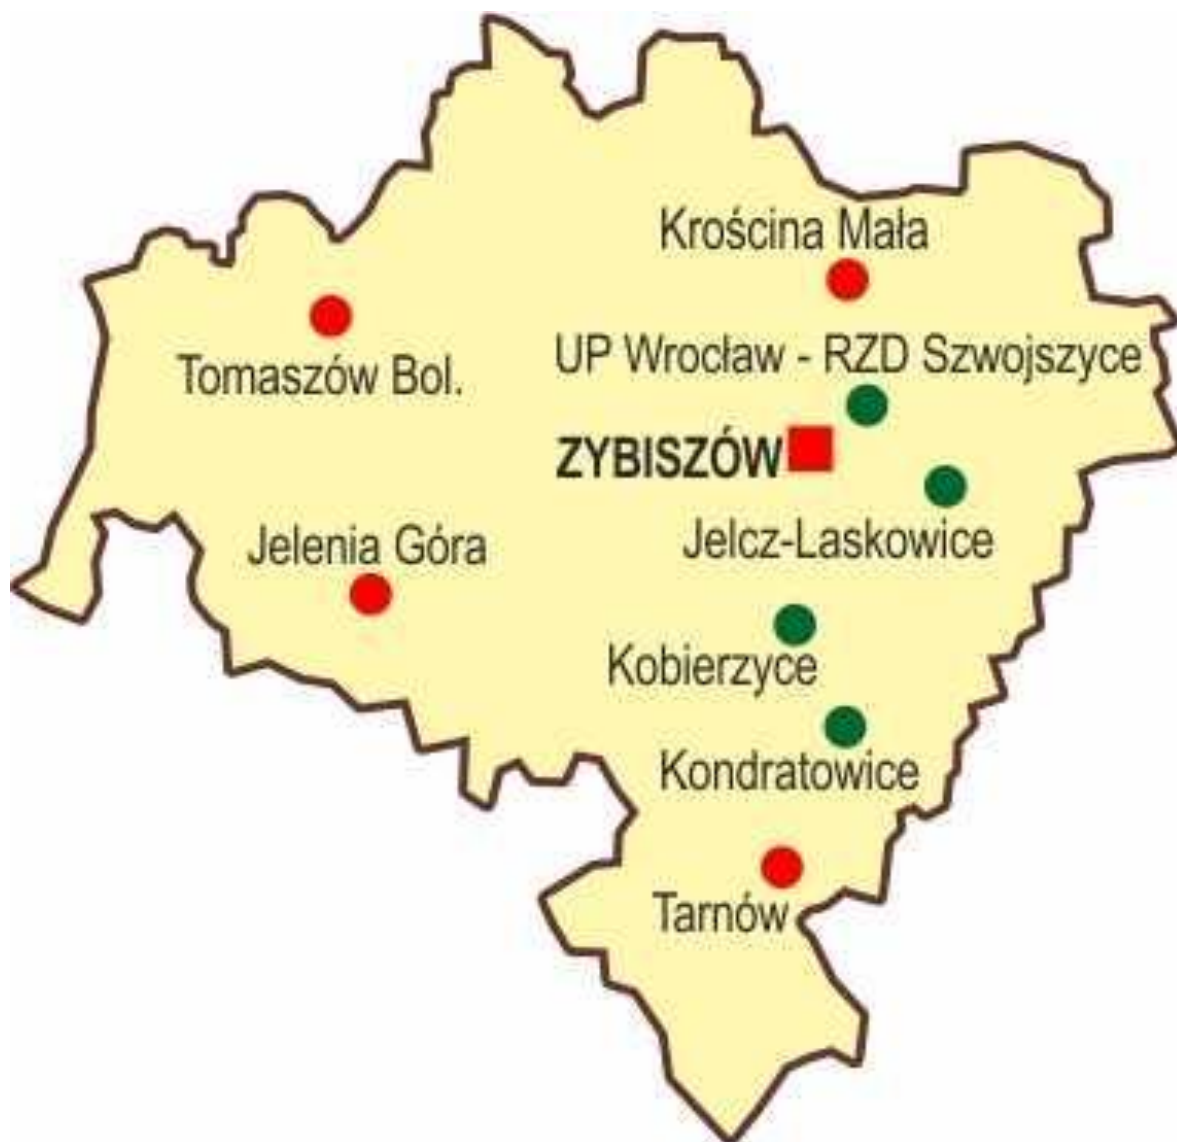 Krościna Mała
UP Wrocław - RZD Szwojszyce
Tomaszów Bol.
ZYBISZÓW
Jelenia Góra
Jelcz-Laskowice
Kobierzyce
Kondratowice
Tarnów